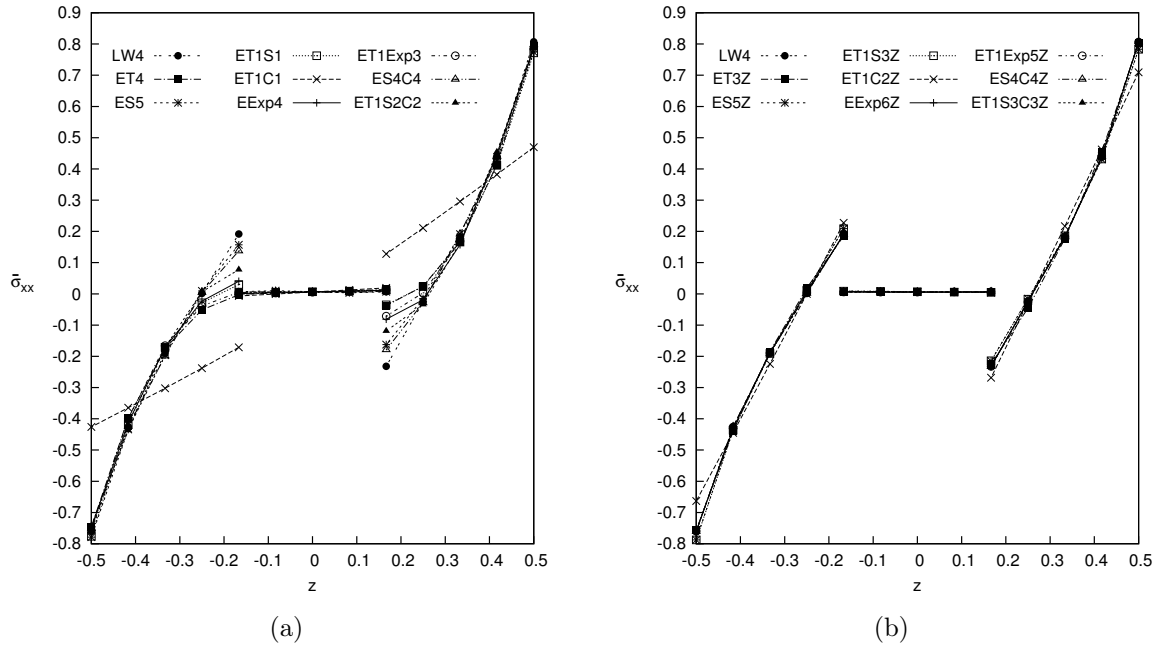 0.9
0.8
0.7
0.6
0.5
0.4
0.3
0.2
0.1
0
-0.1
-0.2
-0.3
-0.4
-0.5
-0.6
-0.7
-0.8
σ̄xx
LW4 ET1S1 ET1Exp3
ET4 ET1C1 ES4C4
ES5 EExp4 ET1S2C2
-0.5 -0.4 -0.3 -0.2 -0.1 0 0.1 0.2 0.3 0.4 0.5
z
(a)
0.9
0.8
0.7
0.6
0.5
0.4
0.3
0.2
0.1
0
-0.1
-0.2
-0.3
-0.4
-0.5
-0.6
-0.7
-0.8
σ̄xx
LW4 ET1S3Z ET1Exp5Z
ET3Z ET1C2Z ES4C4Z
ES5Z EExp6Z ET1S3C3Z
-0.5 -0.4 -0.3 -0.2 -0.1 0 0.1 0.2 0.3 0.4 0.5
z
(b)